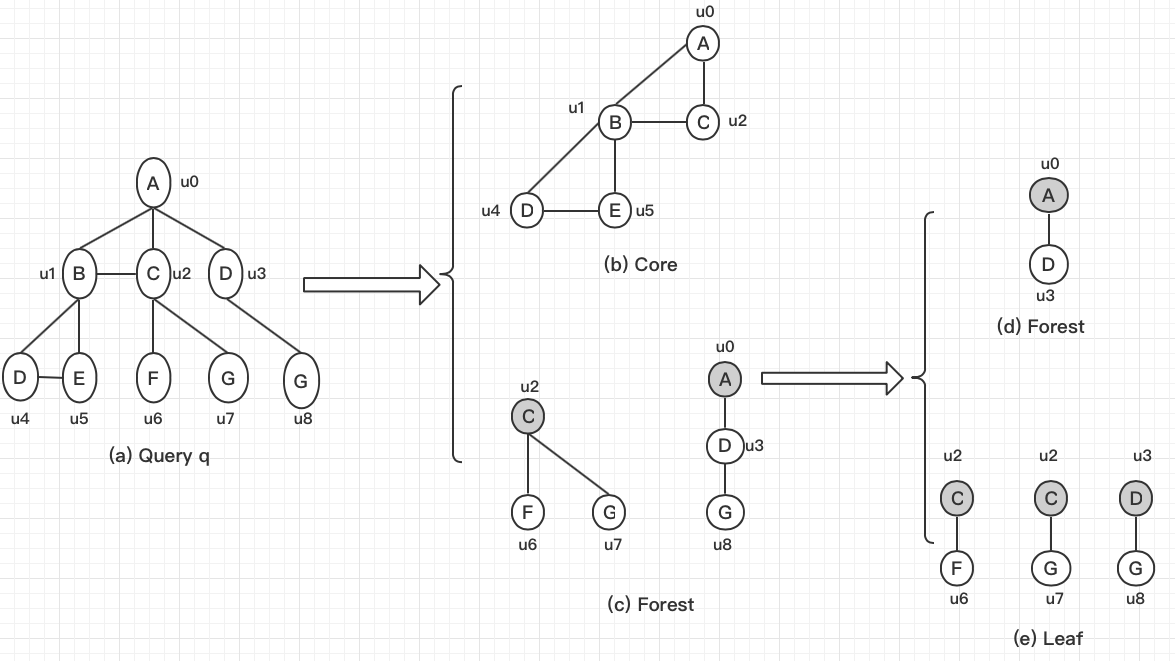 A u0
u1 B C u2 D u3
D E F G G
u4 u5 u6 u7 u8
(a) Query q
u0
A
u1 B C u2
u4 D E u5
(b) Core
u2
C
F G
u6 u7
u0
A
D u3
G
u8
(c) Forest
u0
A
D
u3
(d) Forest
u2 u2 u3
C C D
F G G
u6 u7 u8
(e) Leaf